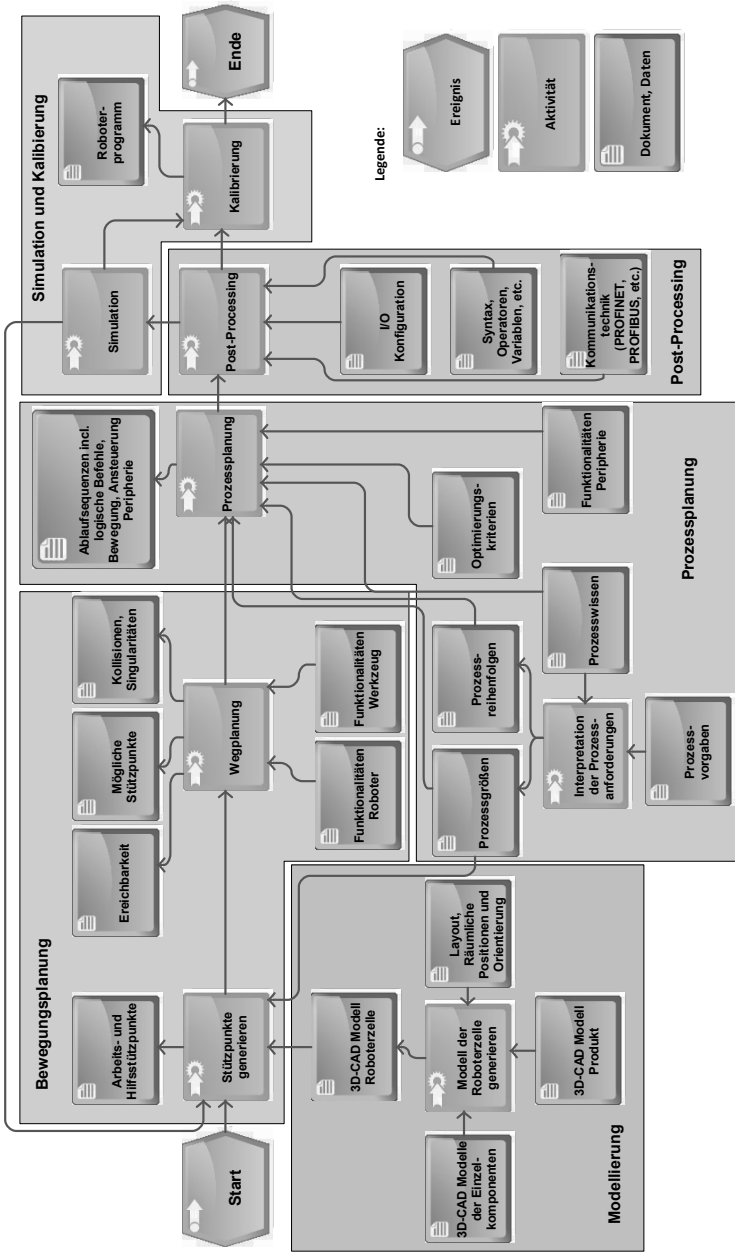 Bewegungsplanung
Simulation und Kalibrierung
Start
Arbeits- und
Hilfsstützpunkte
Stützpunkte
generieren
Ereichbarkeit
Mögliche
Stützpunkte
Kollisionen,
Singularitäten
Wegplanung
Funktionalitäten
Roboter
Funktionalitäten
Werkzeug
Ablaufsequenzen incl.
logische Befehle,
Bewegung, Ansteuerung
Peripherie
Prozessplanung
Simulation
Post-Processing
Roboter-
programm
Kalibrierung
Ende
3D-CAD Modell
Roboterzelle
3D-CAD Modelle
der Einzel-
komponenten
Modell der
Roboterzelle
generieren
Layout,
Räumliche
Positionen und
Orientierung
3D-CAD Modell
Produkt
Modellierung
Prozessgrößen
Prozess-
reihenfolgen
Interpretation
der Prozess-
anforderungen
Prozesswissen
Prozess-
vorgaben
Optimierungs-
kriterien
Funktionalitäten
Peripherie
Prozessplanung
I/O
Konfiguration
Syntax,
Operatoren,
Variablen, etc.
Kommunikations-
technik
(PROFINET,
PROFIBUS, etc.)
Post-Processing
Legende:
Ereignis
Aktivität
Dokument, Daten